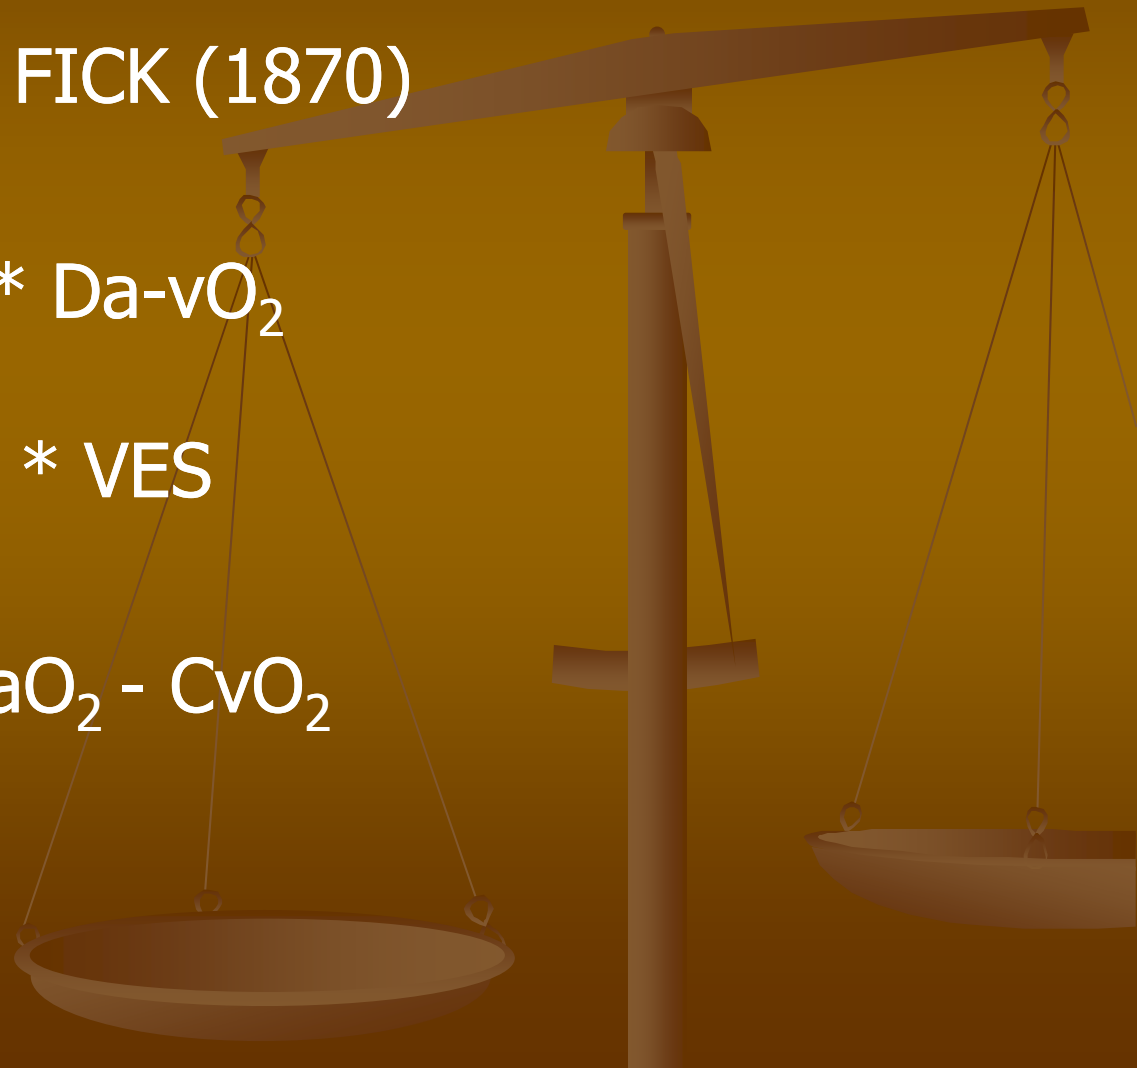 FICK (1870)
* Da-vO₂
* VES
aO₂ - CvO₂